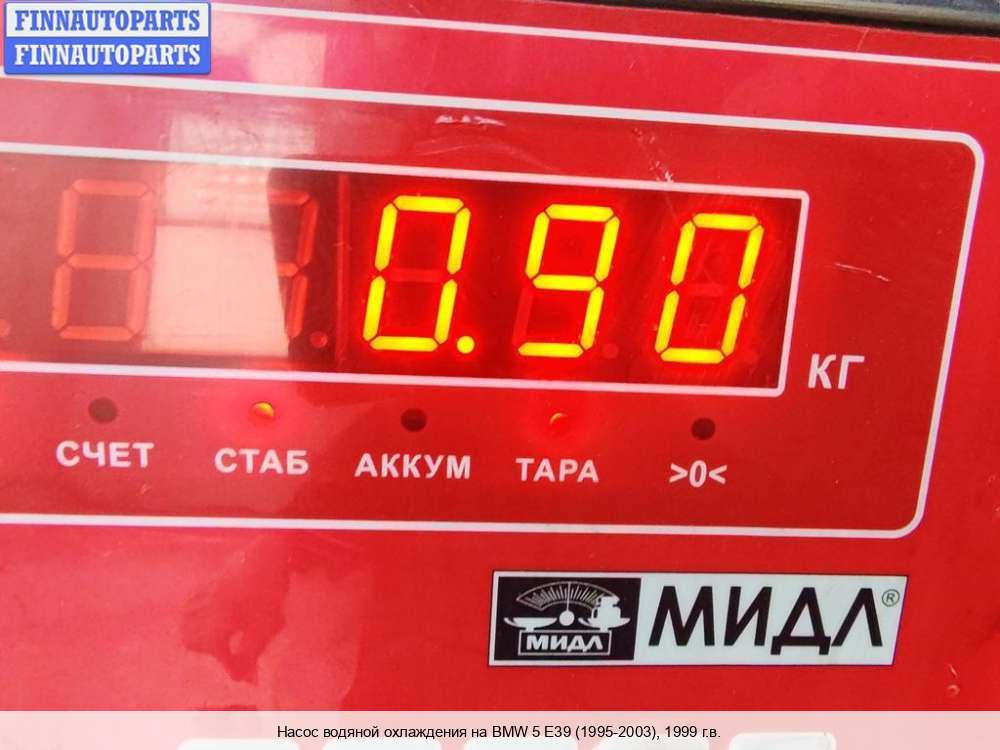 FINNAUTOPARTS
FINNAUTOPARTS
0.90
КГ
СЧЕТ СТАБ АККУМ ТАРА >0<
МИДЛ МИДЛ®
Насос водяной охлаждения на BMW 5 E39 (1995-2003), 1999 г.в.